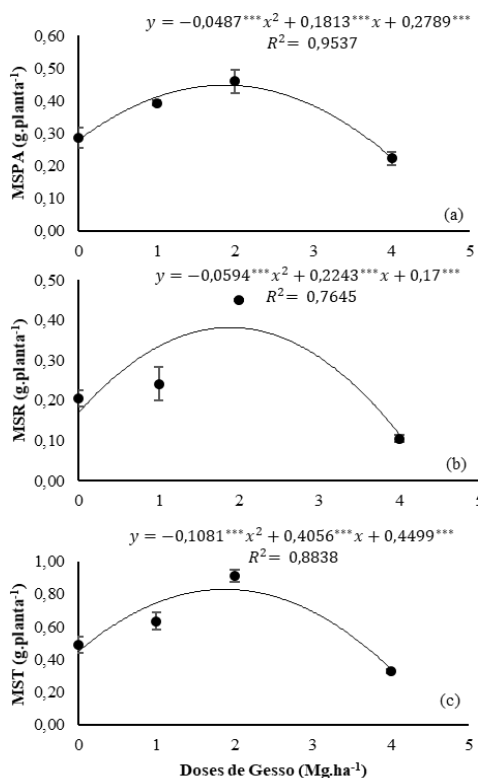 y = −0,0487***x² + 0,1813***x + 0,2789***
R² = 0,9537
0,60
0,50
0,40
0,30
0,20
0,10
0,00
MSPA (g.planta⁻¹)
(a)
0 1 2 3 4 5
y = −0,0594***x² + 0,2243***x + 0,17***
R² = 0,7645
0,50
0,40
0,30
0,20
0,10
0,00
MSR (g.planta⁻¹)
(b)
0 1 2 3 4 5
y = −0,1081***x² + 0,4056***x + 0,4499***
R² = 0,8838
1,00
0,80
0,60
0,40
0,20
0,00
MST (g.planta⁻¹)
(c)
0 1 2 3 4 5
Doses de Gesso (Mg.ha⁻¹)